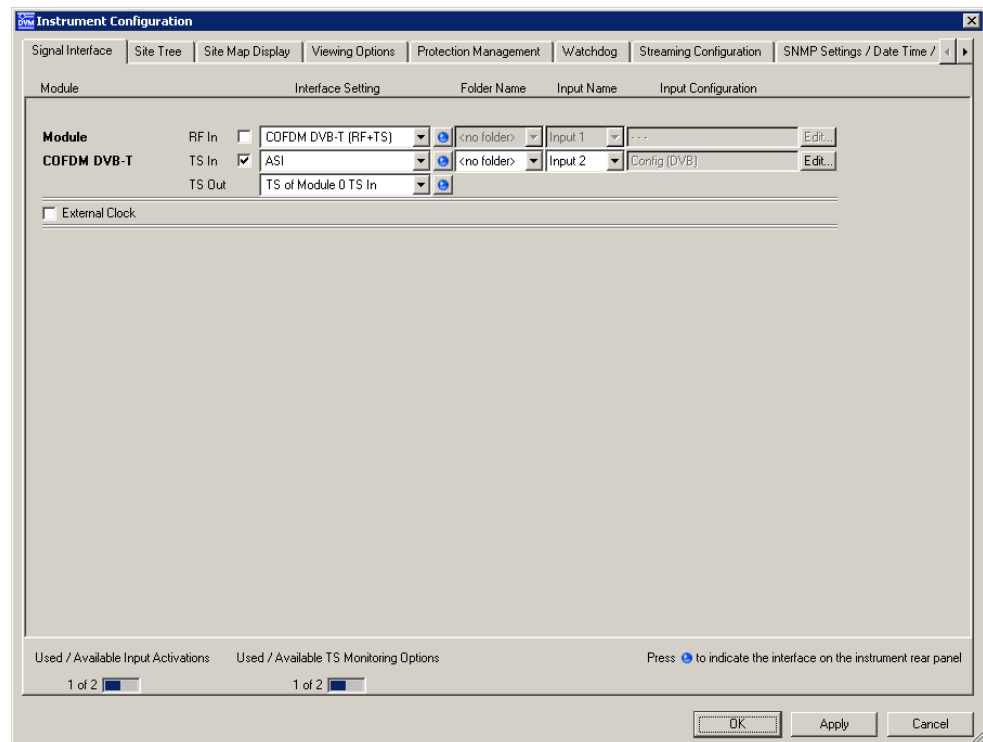 DVM Instrument Configuration
Signal Interface Site Tree Site Map Display Viewing Options Protection Management Watchdog Streaming Configuration SNMP Settings / Date Time /
Module Interface Setting Folder Name Input Name Input Configuration
Module RF In COFDM DVB-T (RF+TS) <no folder> Input 1 --- Edit...
COFDM DVB-T TS In ASI <no folder> Input 2 Config (DVB) Edit...
TS Out TS of Module 0 TS In
External Clock
Used / Available Input Activations Used / Available TS Monitoring Options Press to indicate the interface on the instrument rear panel
1 of 2 1 of 2
OK Apply Cancel